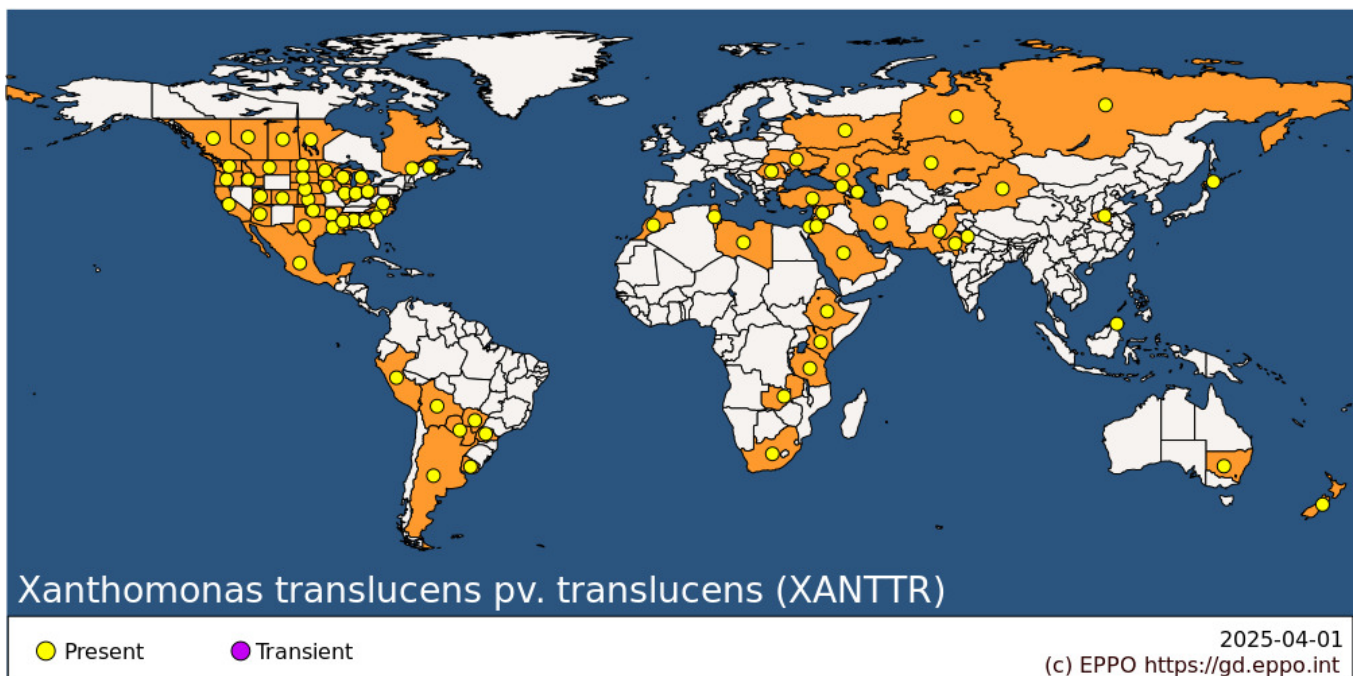 Xanthomonas translucens pv. translucens (XANTTR)
Present
Transient
2025-04-01
(c) EPPO https://gd.eppo.int